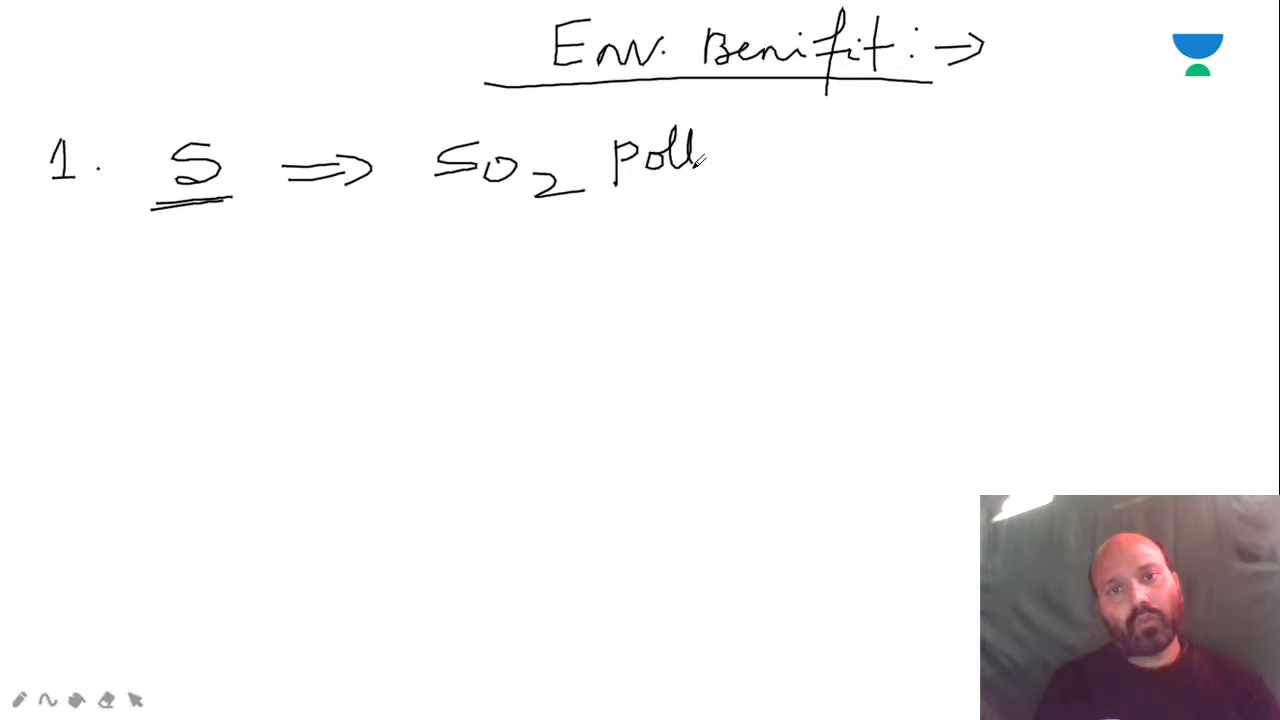 Env. Benifit : →
1. S ⇒ SO2 Poll